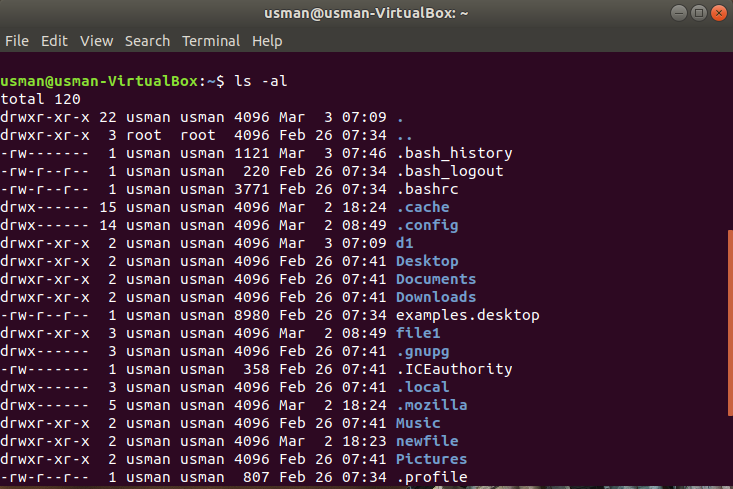 usman@usman-VirtualBox: ~
File Edit View Search Terminal Help
usman@usman-VirtualBox:~$ ls -al
total 120
drwxr-xr-x 22 usman usman 4096 Mar  3 07:09 .
drwxr-xr-x  3 root  root  4096 Feb 26 07:34 ..
-rw-------  1 usman usman 1121 Mar  3 07:46 .bash_history
-rw-r--r--  1 usman usman  220 Feb 26 07:34 .bash_logout
-rw-r--r--  1 usman usman 3771 Feb 26 07:34 .bashrc
drwx------ 15 usman usman 4096 Mar  2 18:24 .cache
drwx------ 14 usman usman 4096 Mar  2 08:49 .config
drwxr-xr-x  2 usman usman 4096 Mar  3 07:09 d1
drwxr-xr-x  2 usman usman 4096 Feb 26 07:41 Desktop
drwxr-xr-x  2 usman usman 4096 Feb 26 07:41 Documents
drwxr-xr-x  2 usman usman 4096 Feb 26 07:41 Downloads
-rw-r--r--  1 usman usman 8980 Feb 26 07:34 examples.desktop
drwxr-xr-x  3 usman usman 4096 Mar  2 08:49 file1
drwx------  3 usman usman 4096 Feb 26 07:41 .gnupg
-rw-------  1 usman usman  358 Feb 26 07:41 .ICEauthority
drwx------  3 usman usman 4096 Feb 26 07:41 .local
drwx------  5 usman usman 4096 Mar  2 18:24 .mozilla
drwxr-xr-x  2 usman usman 4096 Feb 26 07:41 Music
drwxr-xr-x  2 usman usman 4096 Mar  2 18:23 newfile
drwxr-xr-x  2 usman usman 4096 Feb 26 07:41 Pictures
-rw-r--r--  1 usman usman  807 Feb 26 07:34 .profile